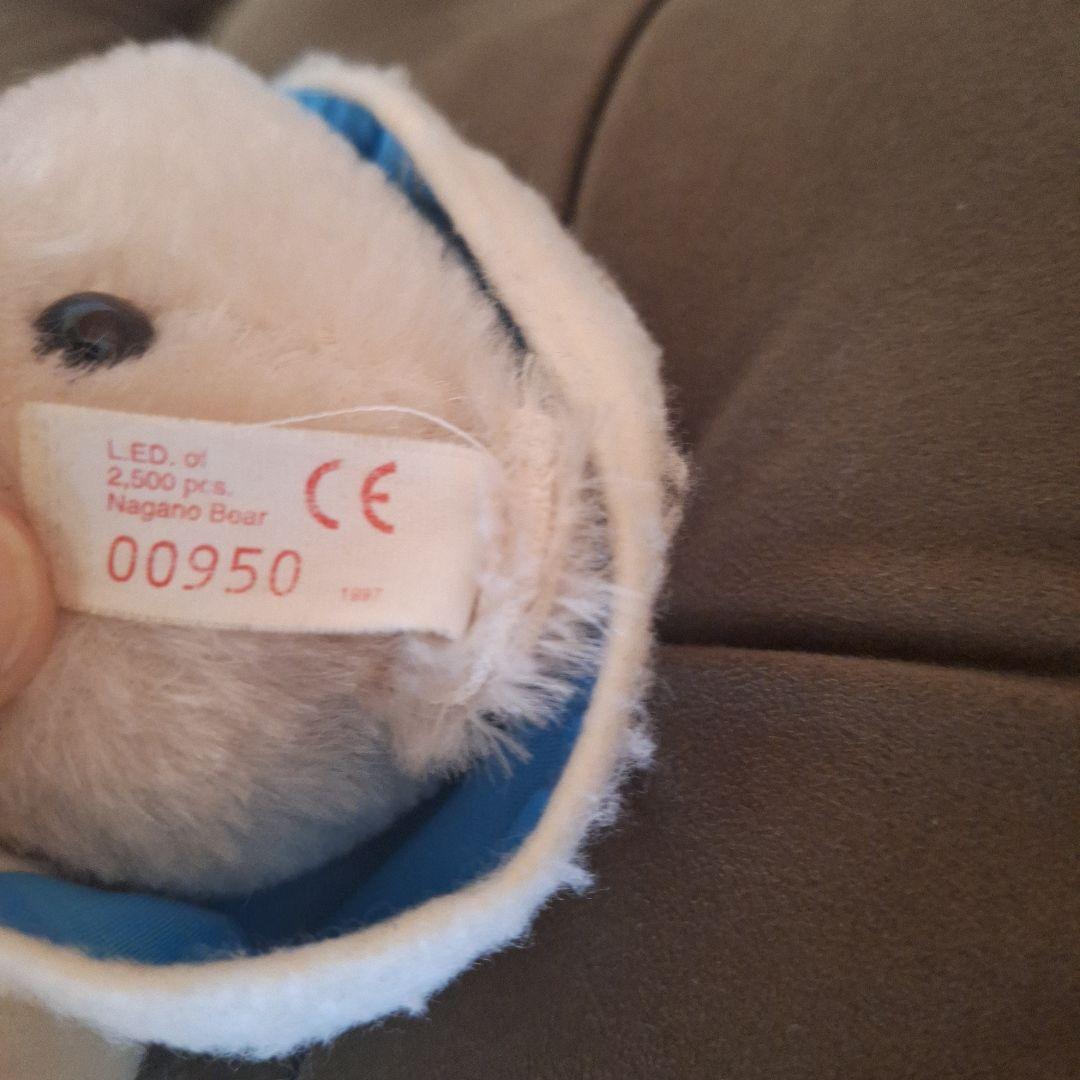 L.ED. of
2,500 pcs.
Nagano Bear
CE
00950
1997